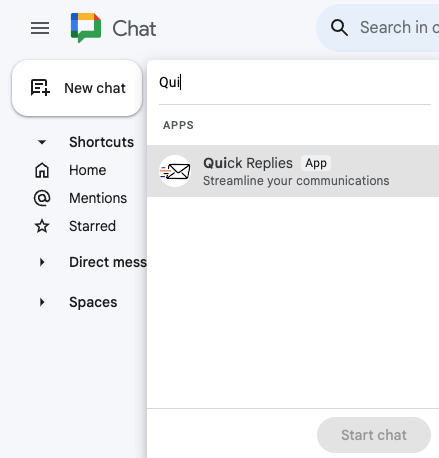 Chat
Search in c
New chat
Qui
APPS
Quick Replies App
Streamline your communications
Shortcuts
Home
Mentions
Starred
Direct mess
Spaces
Start chat